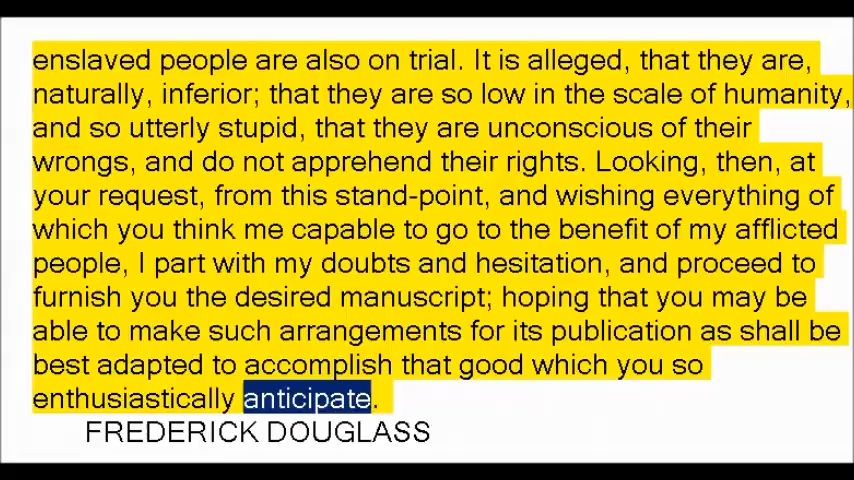 enslaved people are also on trial. It is alleged, that they are,
naturally, inferior; that they are so low in the scale of humanity,
and so utterly stupid, that they are unconscious of their
wrongs, and do not apprehend their rights. Looking, then, at
your request, from this stand-point, and wishing everything of
which you think me capable to go to the benefit of my afflicted
people, I part with my doubts and hesitation, and proceed to
furnish you the desired manuscript; hoping that you may be
able to make such arrangements for its publication as shall be
best adapted to accomplish that good which you so
enthusiastically anticipate.
FREDERICK DOUGLASS